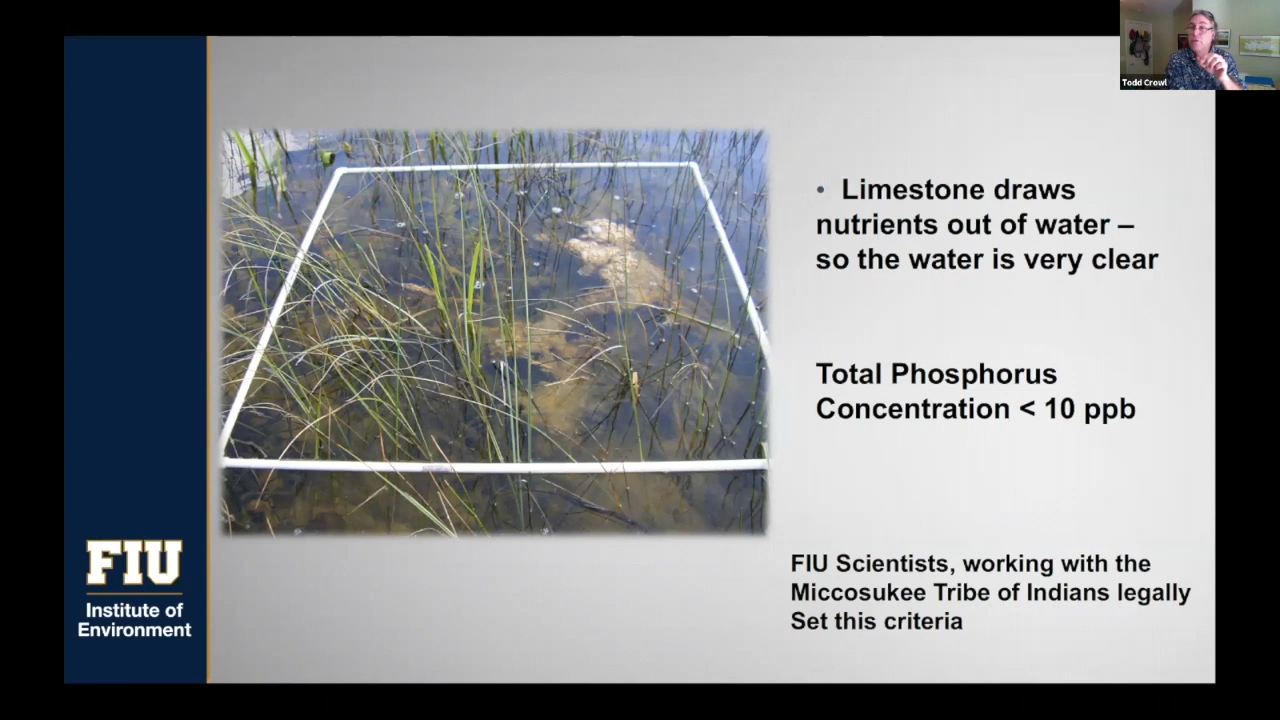 Todd Crowl
• Limestone draws
nutrients out of water –
so the water is very clear
Total Phosphorus
Concentration < 10 ppb
FIU Scientists, working with the
Miccosukee Tribe of Indians legally
Set this criteria
FIU
Institute of
Environment